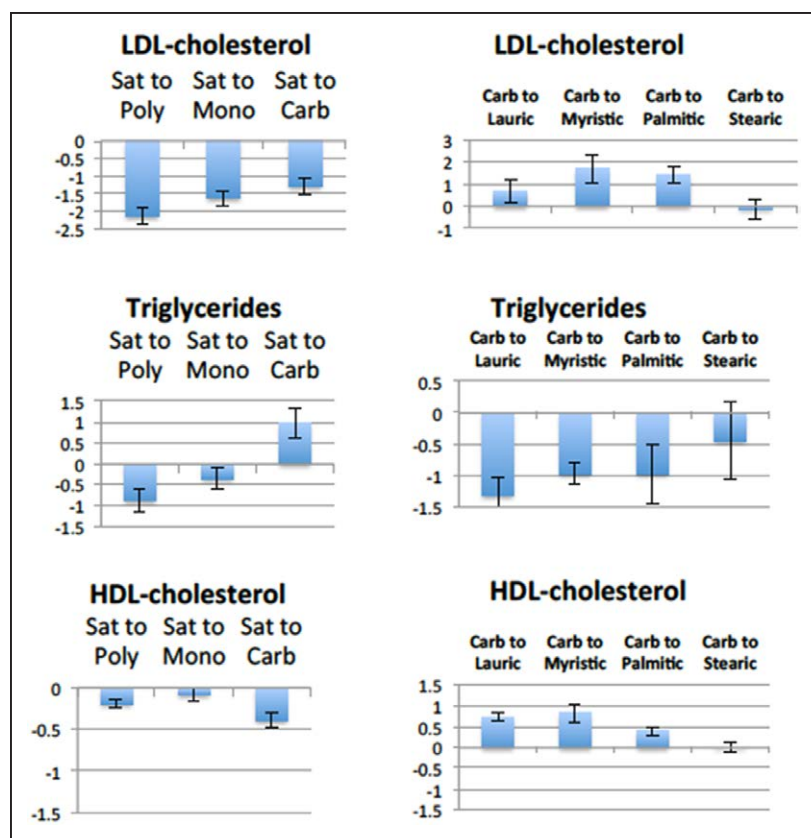 LDL-cholesterol
Sat to Sat to Sat to
Poly Mono Carb
0
-0.5
-1
-1.5
-2
-2.5
LDL-cholesterol
Carb to Carb to Carb to Carb to
Lauric Myristic Palmitic Stearic
3
2
1
0
-1
Triglycerides
Sat to Sat to Sat to
Poly Mono Carb
1.5
1
0.5
0
-0.5
-1
-1.5
Triglycerides
Carb to Carb to Carb to Carb to
Lauric Myristic Palmitic Stearic
0.5
0
-0.5
-1
-1.5
HDL-cholesterol
Sat to Sat to Sat to
Poly Mono Carb
0
-0.5
-1
-1.5
HDL-cholesterol
Carb to Carb to Carb to Carb to
Lauric Myristic Palmitic Stearic
1.5
1
0.5
0
-0.5
-1
-1.5